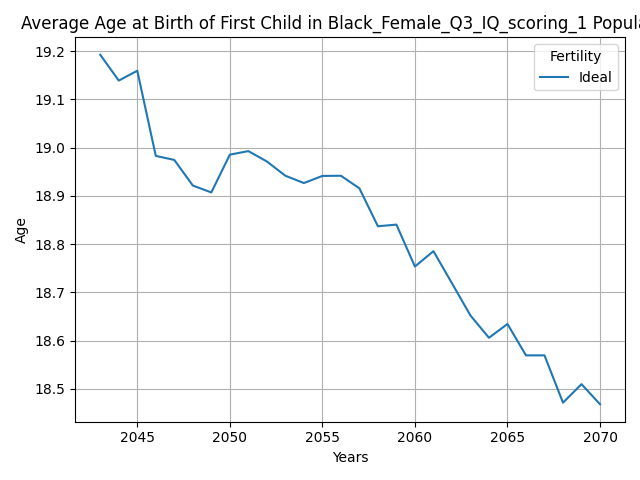 Average Age at Birth of First Child in Black_Female_Q3_IQ_scoring_1 Popula
Fertility
Ideal
19.2
19.1
19.0
18.9
18.8
18.7
18.6
18.5
Age
2045 2050 2055 2060 2065 2070
Years